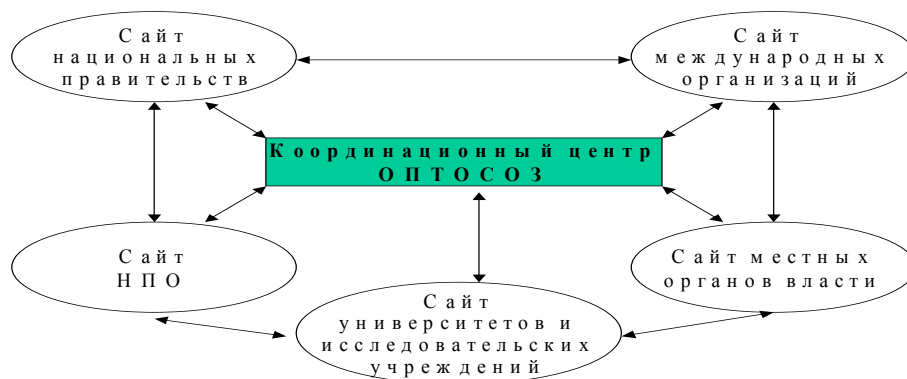 Сайт
национальных
правительств
Сайт
международных
организаций
Координационный центр
ОПТОСОЗ
Сайт
НПО
Сайт местных
органов власти
Сайт
университетов и
исследовательских
учреждений